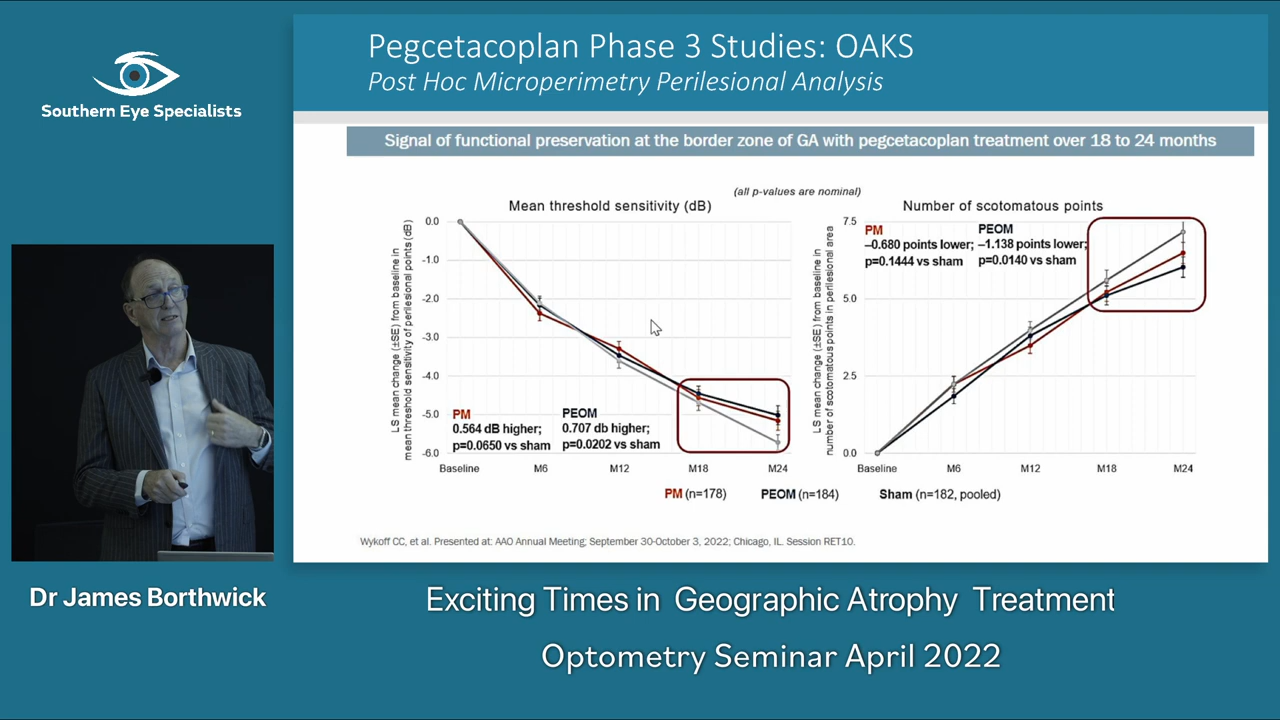 Southern Eye Specialists
Pegcetacoplan Phase 3 Studies: OAKS
Post Hoc Microperimetry Perilesional Analysis
Signal of functional preservation at the border zone of GA with pegcetacoplan treatment over 18 to 24 months
(all p-values are nominal)
Mean threshold sensitivity (dB)
LS mean change (±SE) from baseline in
mean threshold sensitivity of perilesional points (dB)
0.0
-1.0
-2.0
-3.0
-4.0
-5.0
-6.0
PM
0.564 dB higher;
p=0.0650 vs sham
PEOM
0.707 db higher;
p=0.0202 vs sham
Baseline
M6
M12
M18
M24
Number of scotomatous points
LS mean change (±SE) from baseline in
number of scotomatous points in perilesional area
7.5
5.0
2.5
0.0
PM
–0.680 points lower;
p=0.1444 vs sham
PEOM
–1.138 points lower;
p=0.0140 vs sham
Baseline
M6
M12
M18
M24
PM (n=178)
PEOM (n=184)
Sham (n=182, pooled)
Wykoff CC, et al. Presented at: AAO Annual Meeting; September 30-October 3, 2022; Chicago, IL. Session RET10.
Dr James Borthwick
Exciting Times in Geographic Atrophy Treatment
Optometry Seminar April 2022